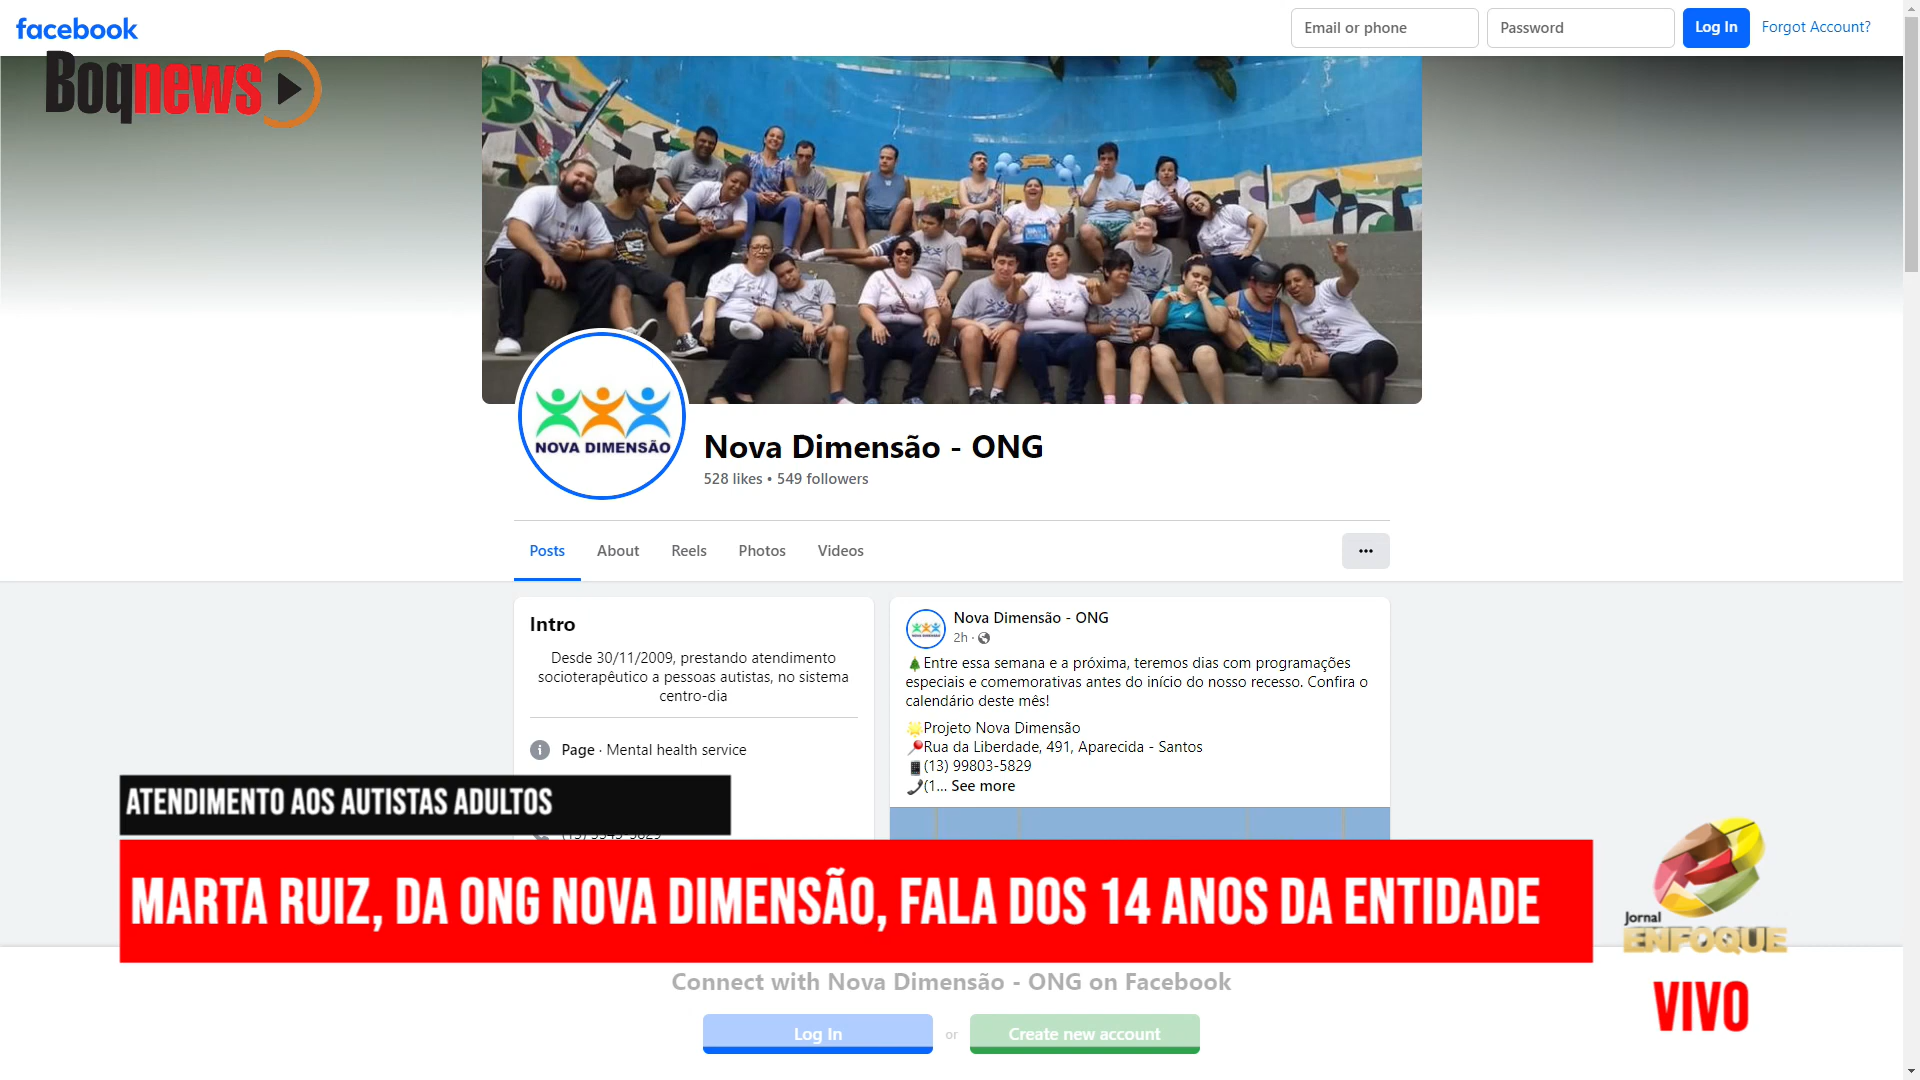 facebook
Email or phone
Password
Log In
Forgot Account?
Boqnews
NOVA DIMENSÃO
Nova Dimensão - ONG
528 likes • 549 followers
Posts
About
Reels
Photos
Videos
Intro
Desde 30/11/2009, prestando atendimento
socioterapêutico a pessoas autistas, no sistema
centro-dia
Page · Mental health service
Nova Dimensão - ONG
2h ·
Entre essa semana e a próxima, teremos dias com programações
especiais e comemorativas antes do início do nosso recesso. Confira o
calendário deste mês!
Projeto Nova Dimensão
Rua da Liberdade, 491, Aparecida - Santos
(13) 99803-5829
(1... See more
ATENDIMENTO AOS AUTISTAS ADULTOS
MARTA RUIZ, DA ONG NOVA DIMENSÃO, FALA DOS 14 ANOS DA ENTIDADE
Jornal
ENFOQUE
VIVO
Connect with Nova Dimensão - ONG on Facebook
Log In
or
Create new account